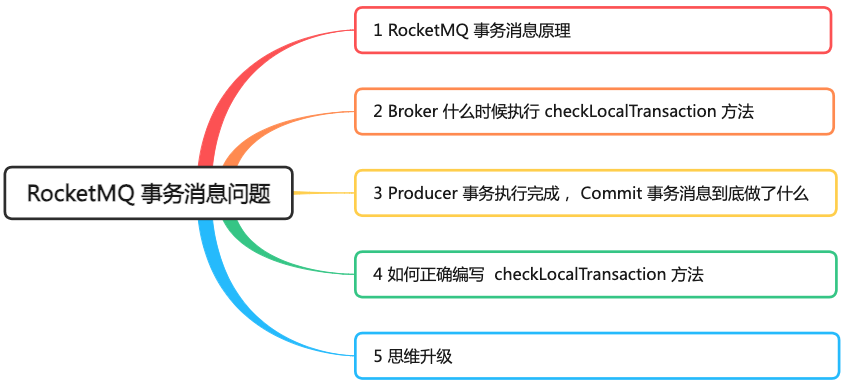 RocketMQ 事务消息问题
1 RocketMQ 事务消息原理
2 Broker 什么时候执行 checkLocalTransaction 方法
3 Producer 事务执行完成 ，Commit 事务消息到底做了什么
4 如何正确编写 checkLocalTransaction 方法
5 思维升级